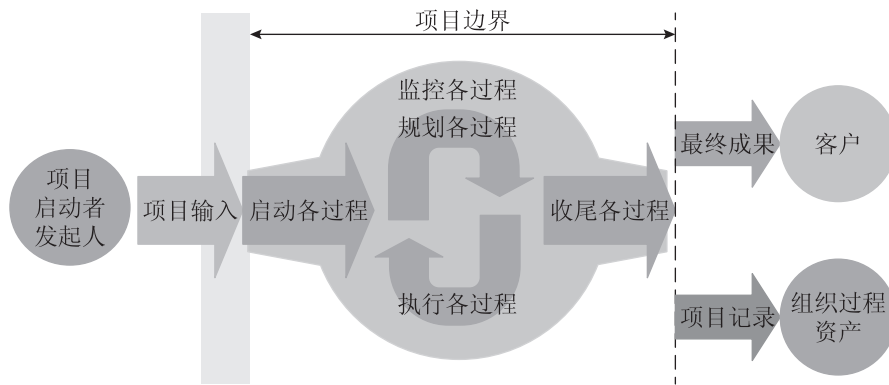 项目边界
监控各过程
规划各过程
最终成果
客户
项目
启动者
发起人
项目输入
启动各过程
收尾各过程
执行各过程
项目记录
组织过程
资产